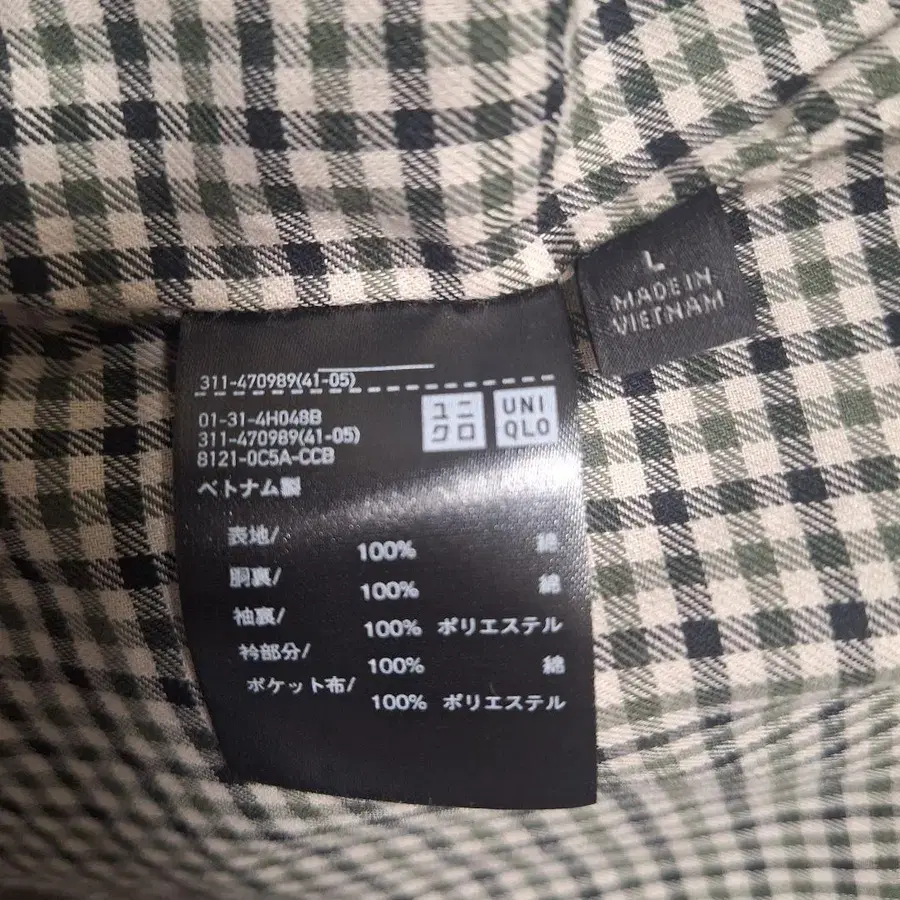 L
MADE IN
VIETNAM
311-470989(41-05)
ユニ
クロ
UNI
QLO
01-31-4H048B
311-470989(41-05)
8121-0C5A-CCB
ベトナム製
表地/
100% 綿
胴裏/
100% 綿
袖裏/
100% ポリエステル
衿部分/
100% 綿
ポケット布/
100% ポリエステル